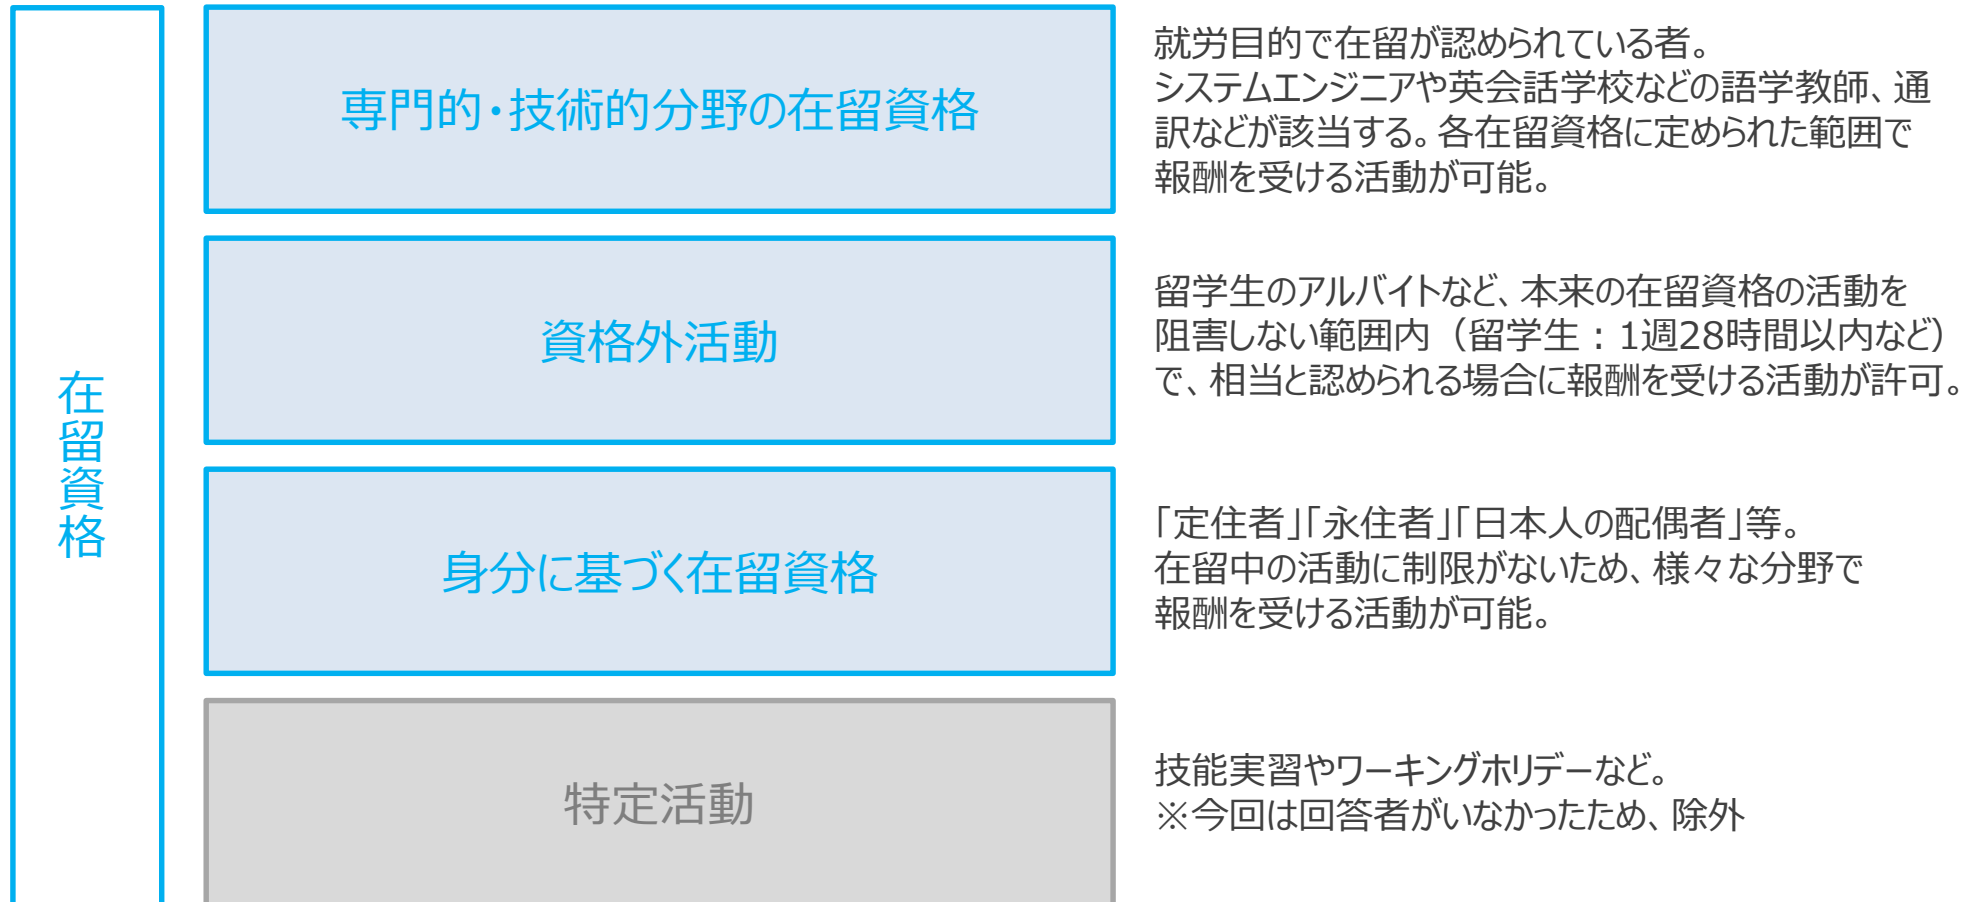 在留資格
専門的・技術的分野の在留資格
就労目的で在留が認められている者。
システムエンジニアや英会話学校などの語学教師、通
訳などが該当する。各在留資格に定められた範囲で
報酬を受ける活動が可能。
資格外活動
留学生のアルバイトなど、本来の在留資格の活動を
阻害しない範囲内（留学生：1週28時間以内など）
で、相当と認められる場合に報酬を受ける活動が許可。
身分に基づく在留資格
「定住者」「永住者」「日本人の配偶者」等。
在留中の活動に制限がないため、様々な分野で
報酬を受ける活動が可能。
特定活動
技能実習やワーキングホリデーなど。
※今回は回答者がいなかったため、除外